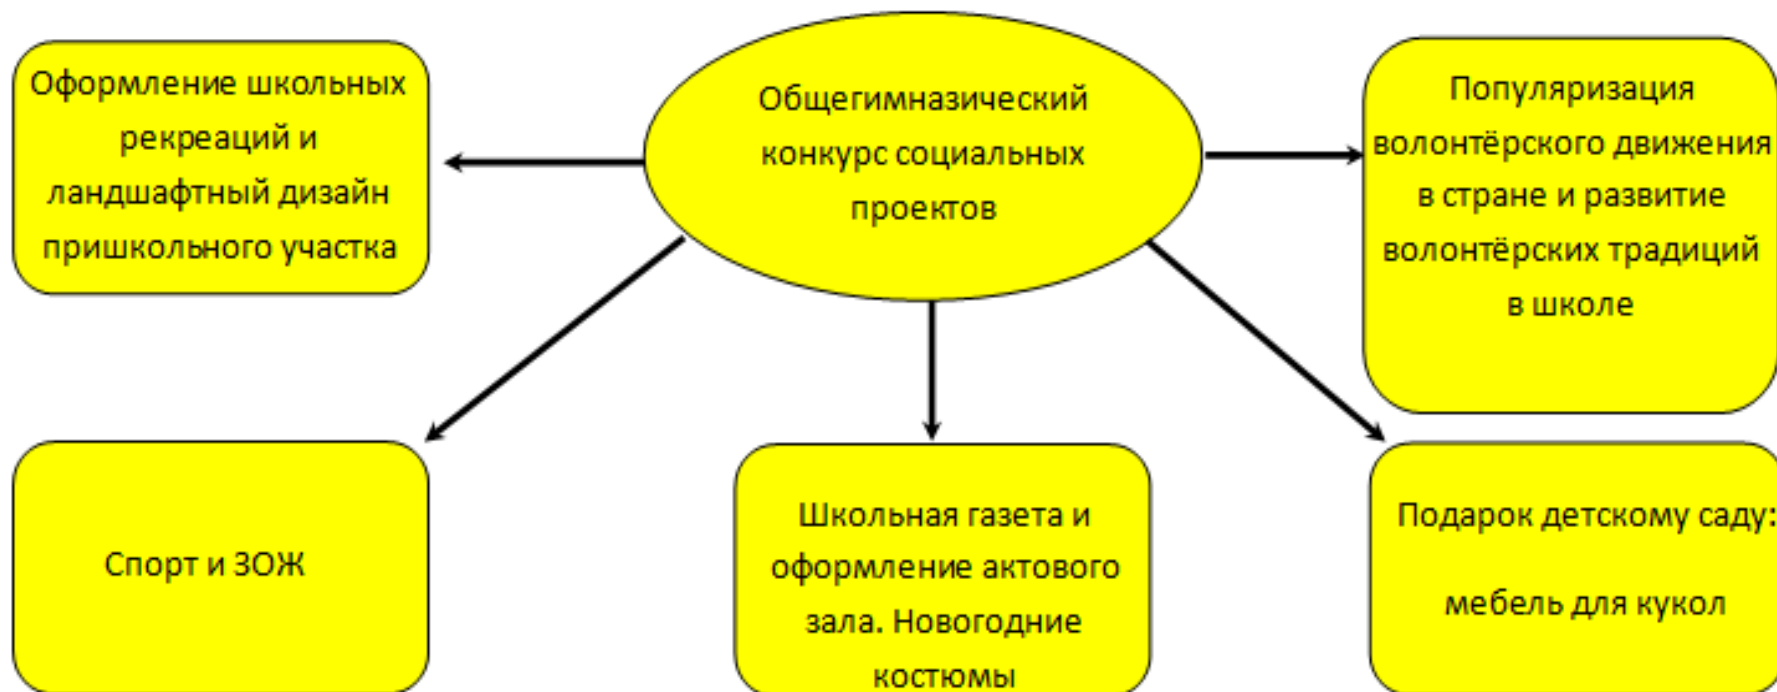 Оформление школьных
рекреаций и
ландшафтный дизайн
пришкольного участка
Общегимназический
конкурс социальных
проектов
Популяризация
волонтёрского движения
в стране и развитие
волонтёрских традиций
в школе
Спорт и ЗОЖ
Школьная газета и
оформление актового
зала. Новогодние
костюмы
Подарок детскому саду:
мебель для кукол